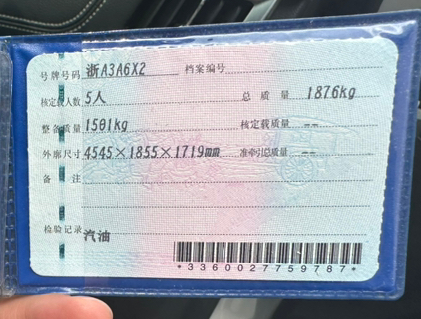 号牌号码 浙A3A6X2 档案编号
核定载人数 5人 总质量 1876kg
整备质量 1501kg 核定载质量 --
外廓尺寸 4545×1855×1719mm 准牵引总质量 --
备注
检验记录
汽油
*3360027759787*